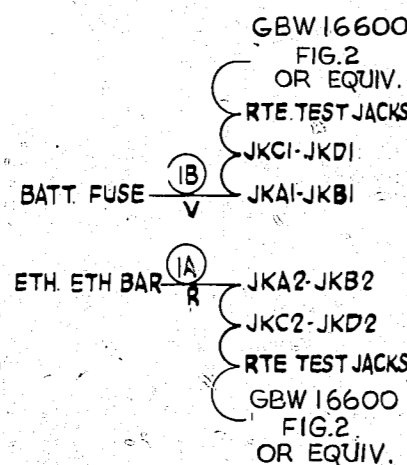 GBW 16600
FIG.2
OR EQUIV.
RTE. TEST JACKS
JKC1-JKD1
1B
BATT. FUSE JKA1-JKB1
V
1A
ETH. ETH BAR JKA2-JKB2
R
JKC2-JKD2
RTE TEST JACKS
GBW 16600
FIG.2
OR EQUIV.